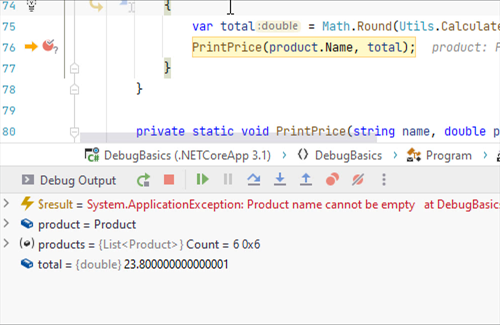 74 {
75 var total :double = Math.Round(Utils.Calculate
76 PrintPrice(product.Name, total); product:
77 }
78 }
79
80 private static void PrintPrice(string name, double p
DebugBasics (.NETCoreApp 3.1) > DebugBasics > Program >
Debug Output
$result = System.ApplicationException: Product name cannot be empty at DebugBasics
product = Product
products = {List<Product>} Count = 6 0x6
total = {double} 23.800000000000001